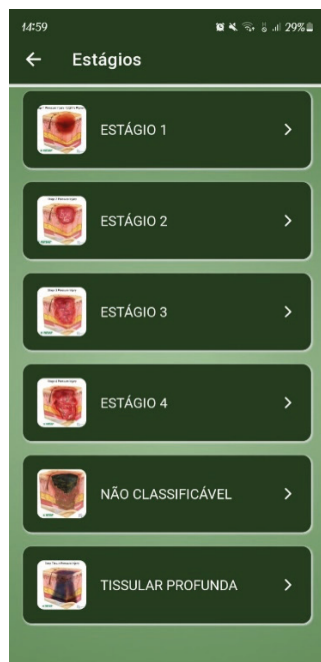 14:59
29%
Estágios
ESTÁGIO 1
ESTÁGIO 2
ESTÁGIO 3
ESTÁGIO 4
NÃO CLASSIFICÁVEL
TISSULAR PROFUNDA